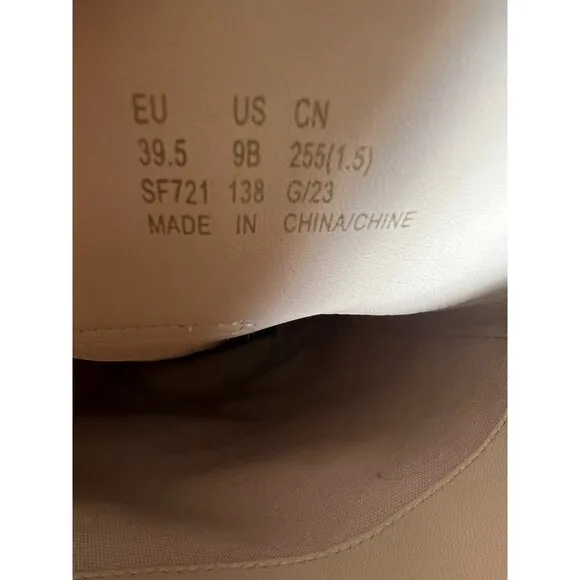 EU US CN
39.5 9B 255(1.5)
SF721 138 G/23
MADE IN CHINA/CHINE